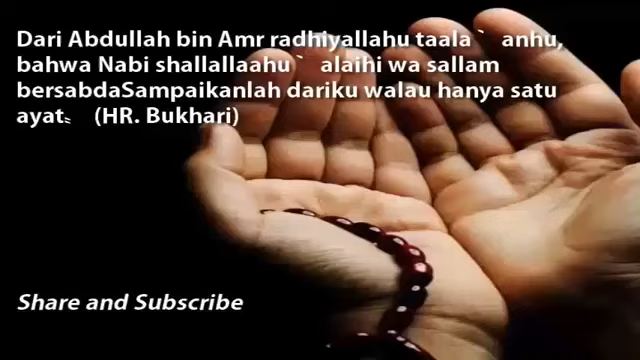 Dari Abdullah bin Amr radhiyallahu taala` anhu,
bahwa Nabi shallallaahu` alaihi wa sallam
bersabdaSampaikanlah dariku walau hanya satu
ayat. (HR. Bukhari)
Share and Subscribe